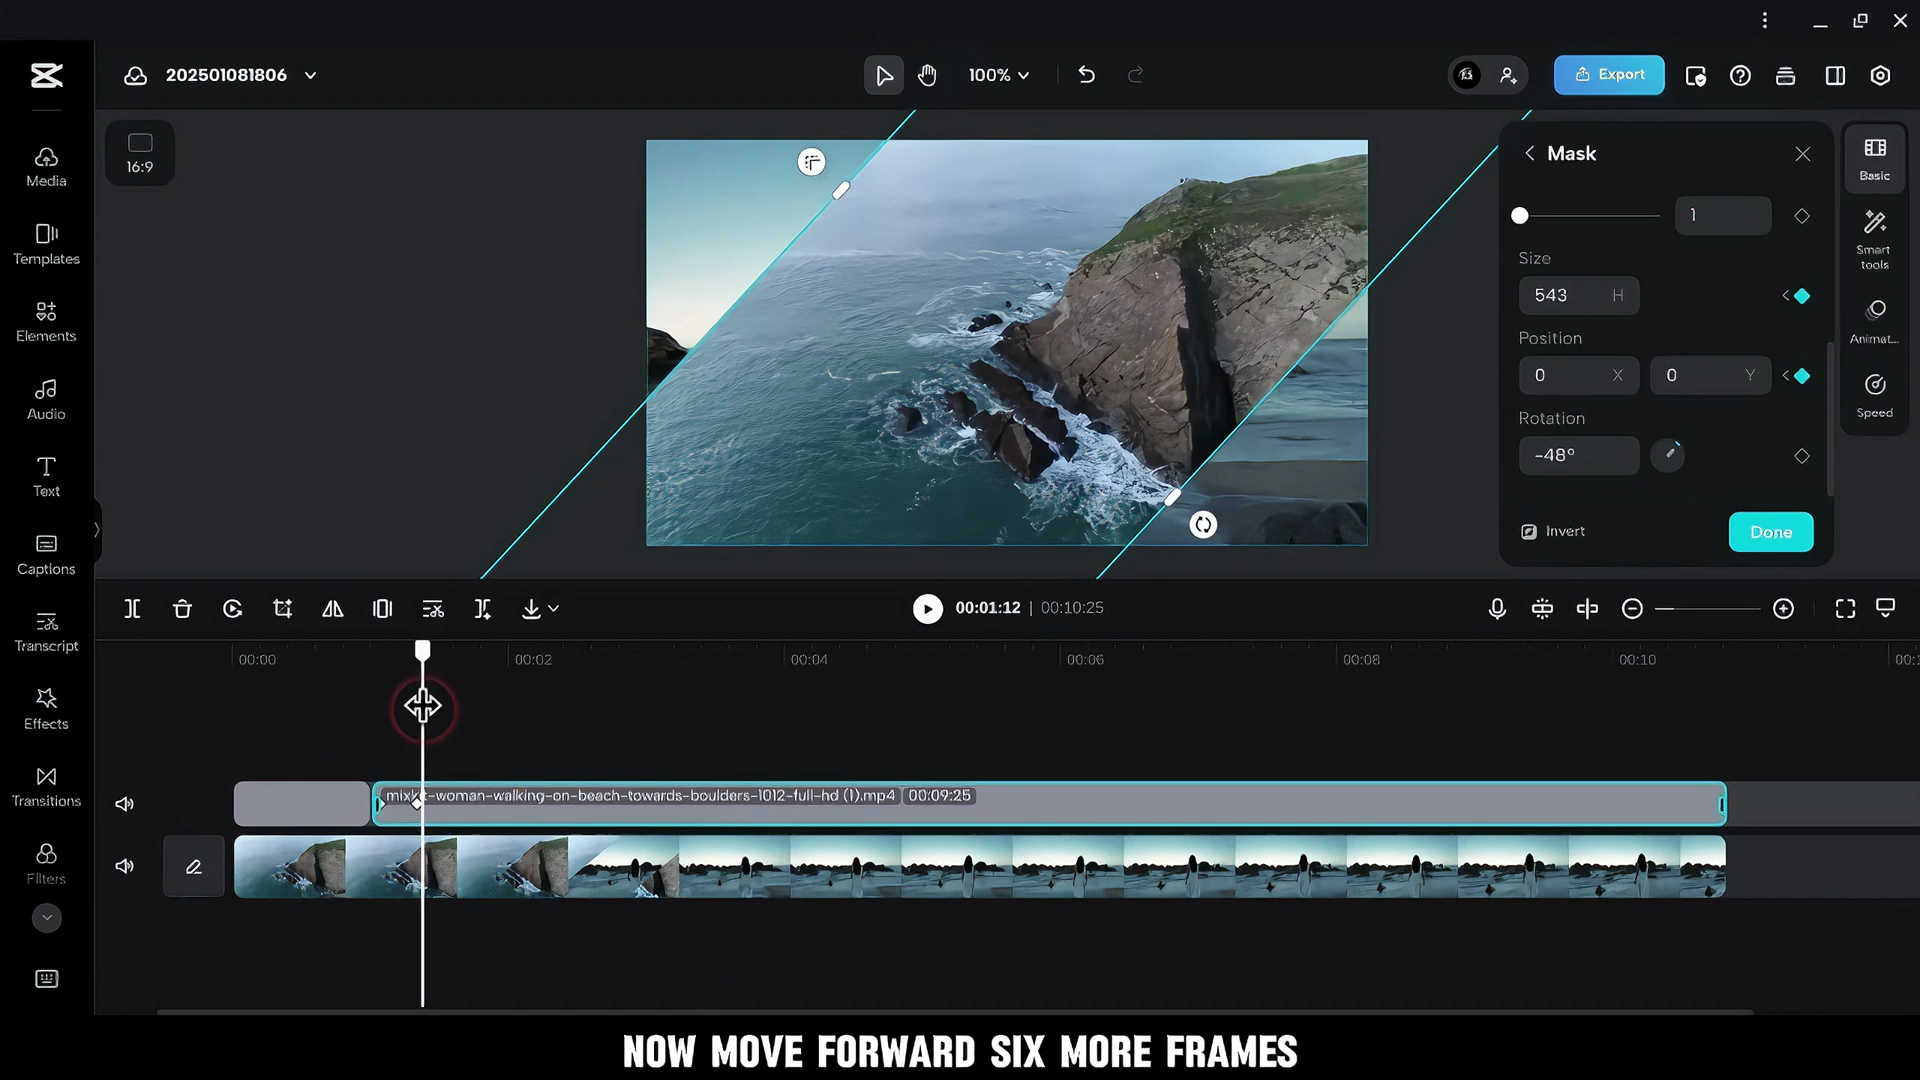 202501081806
100%
Export
16:9
Media
Templates
Elements
Audio
Text
Captions
Transcript
Effects
Transitions
Filters
Mask
1
Size
543 H
Position
0 X 0 Y
Rotation
-48°
Invert
Done
Basic
Smart
tools
Animat...
Speed
00:01:12 | 00:10:25
00:00 00:02 00:04 00:06 00:08 00:10
-woman-walking-on-beach-towards-boulders-1012-full-hd (1).mp4 00:09:25
NOW MOVE FORWARD SIX MORE FRAMES